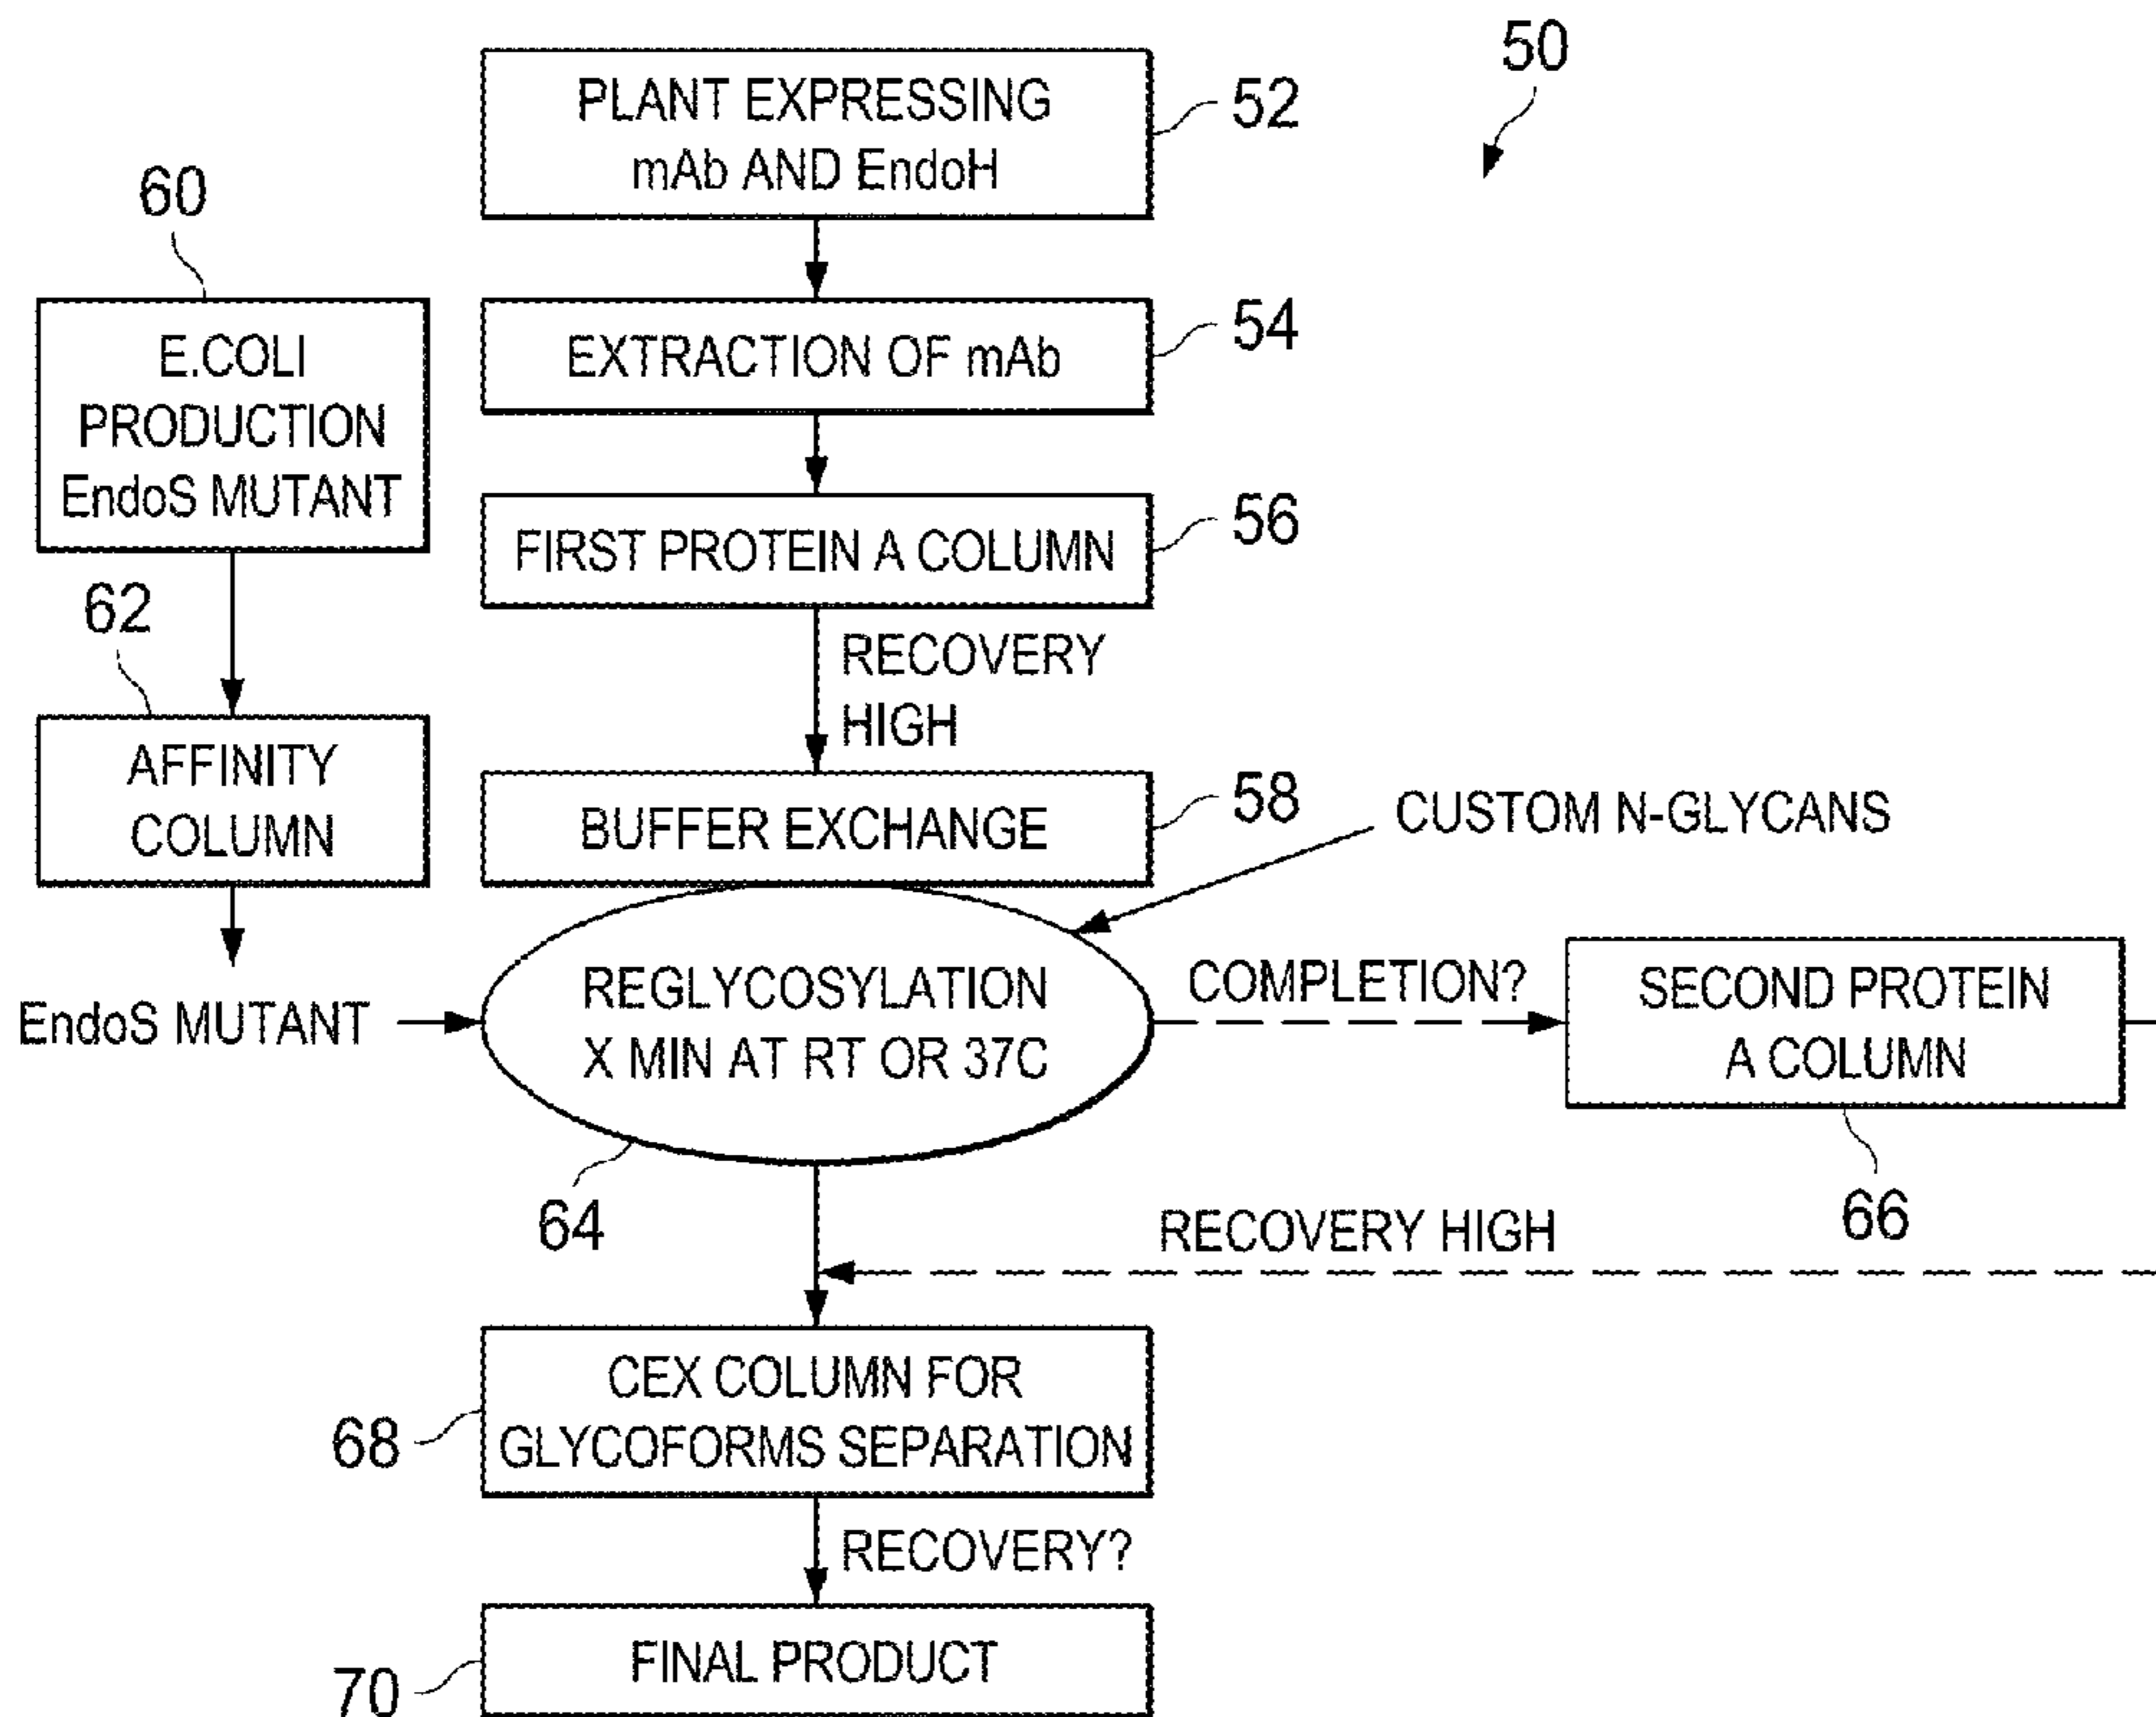 50
PLANT EXPRESSING
mAb AND EndoH
52
60
E.COLI
PRODUCTION
EndoS MUTANT
EXTRACTION OF mAb
54
FIRST PROTEIN A COLUMN
56
62
RECOVERY
HIGH
AFFINITY
COLUMN
BUFFER EXCHANGE
58
CUSTOM N-GLYCANS
EndoS MUTANT
REGLYCOSYLATION
X MIN AT RT OR 37C
64
COMPLETION?
SECOND PROTEIN
A COLUMN
66
RECOVERY HIGH
CEX COLUMN FOR
GLYCOFORMS SEPARATION
68
RECOVERY?
FINAL PRODUCT
70